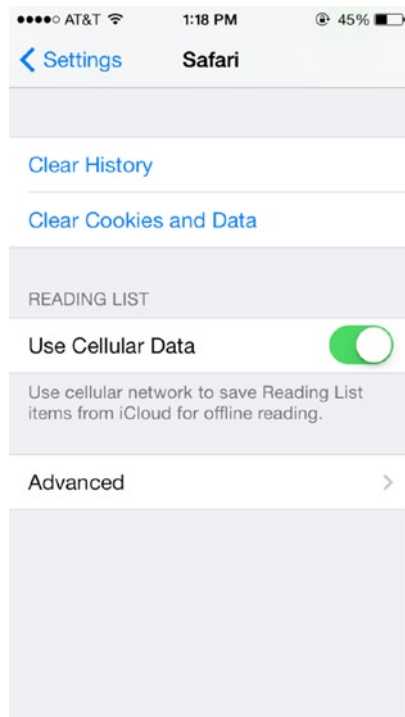 AT&T 1:18 PM 45%
Settings Safari
Clear History
Clear Cookies and Data
READING LIST
Use Cellular Data
Use cellular network to save Reading List
items from iCloud for offline reading.
Advanced